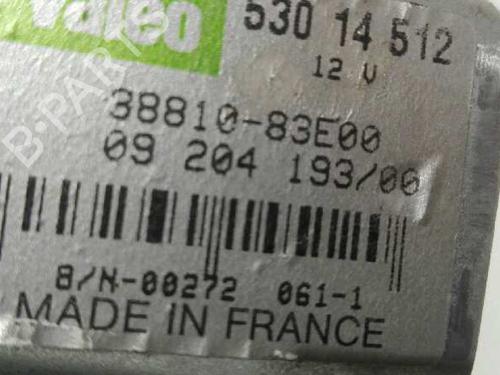 Valeo
530 14 512
12 V
38810-83E00
09 204 193/06
S/N-00272 061-1
MADE IN FRANCE
B-PARTS